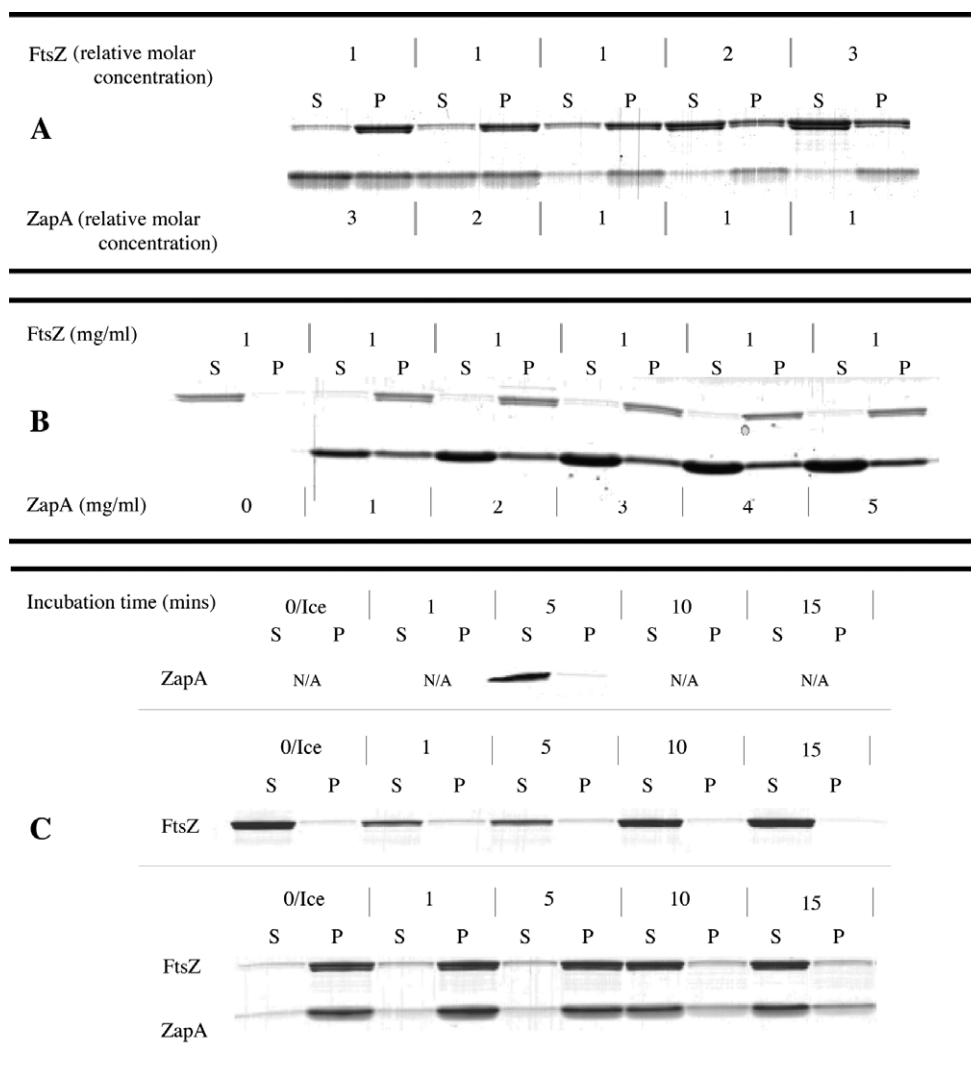 FtsZ (relative molar concentration) 1 | 1 | 1 | 2 | 3
S P S P S P S P S P
A
ZapA (relative molar concentration) 3 | 2 | 1 | 1 | 1
FtsZ (mg/ml) 1 | 1 | 1 | 1 | 1 | 1
S P S P S P S P S P S P
B
ZapA (mg/ml) 0 | 1 | 2 | 3 | 4 | 5
Incubation time (mins) 0/Ice | 1 | 5 | 10 | 15 |
S P S P S P S P S P
ZapA N/A N/A N/A N/A
0/Ice | 1 | 5 | 10 | 15
S P S P S P S P S P
C
FtsZ
0/Ice | 1 | 5 | 10 | 15 |
S P S P S P S P S P
FtsZ
ZapA